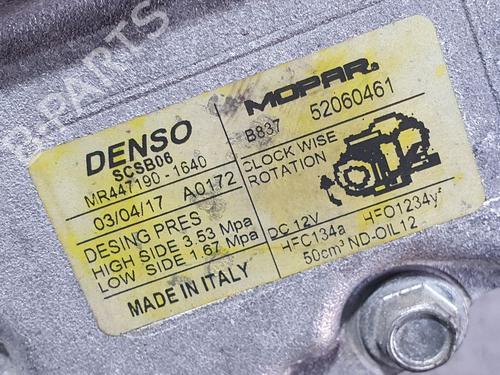 B-PARTS
DENSO
SCSB06
MR447190-1640
03/04/17 A0172
DESING PRES
HIGH SIDE 3.53 Mpa
LOW SIDE 1.67 Mpa
MADE IN ITALY
MOPAR®
B837 52060461
CLOCK WISE
ROTATION
DC 12V
HFC134a HFO1234y²
50cm³ ND-OIL12